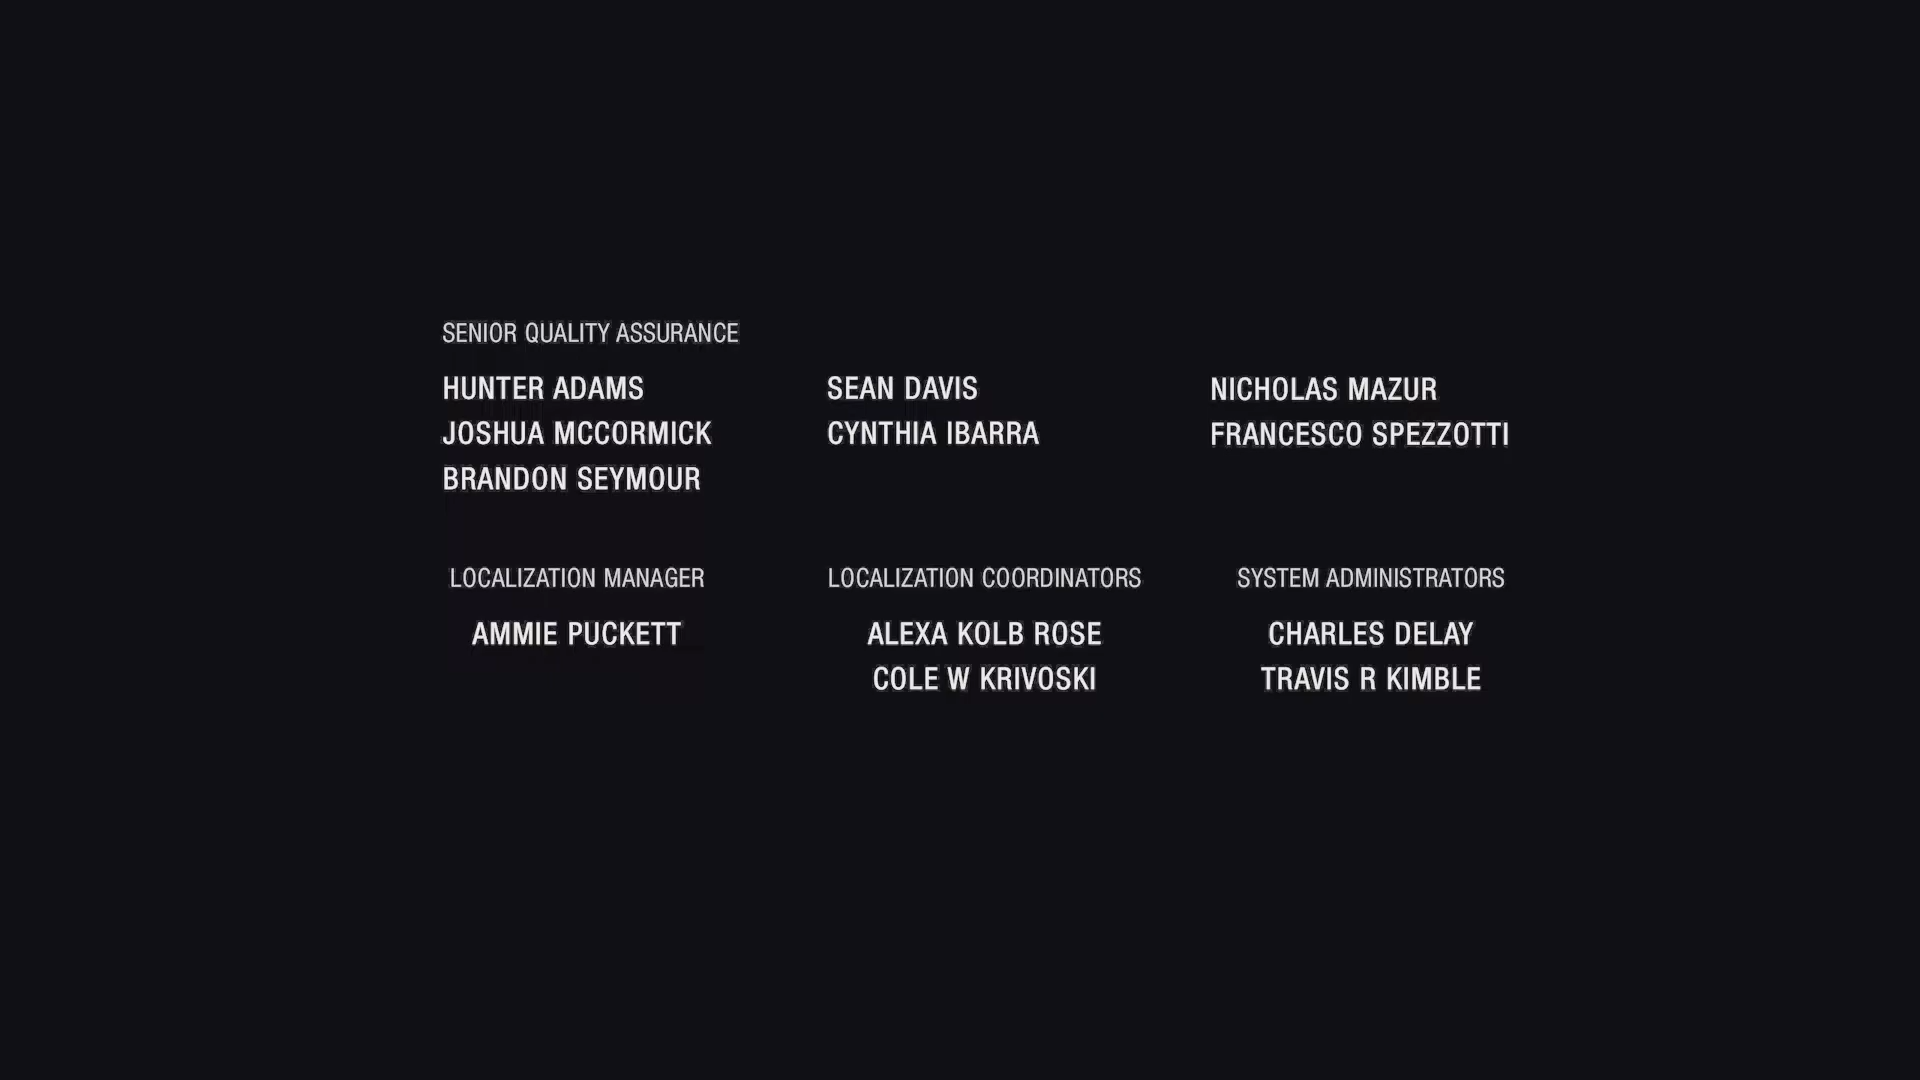 SENIOR QUALITY ASSURANCE
HUNTER ADAMS
SEAN DAVIS
NICHOLAS MAZUR
JOSHUA MCCORMICK
CYNTHIA IBARRA
FRANCESCO SPEZZOTTI
BRANDON SEYMOUR
LOCALIZATION MANAGER
AMMIE PUCKETT
LOCALIZATION COORDINATORS
ALEXA KOLB ROSE
COLE W KRIVOSKI
SYSTEM ADMINISTRATORS
CHARLES DELAY
TRAVIS R KIMBLE